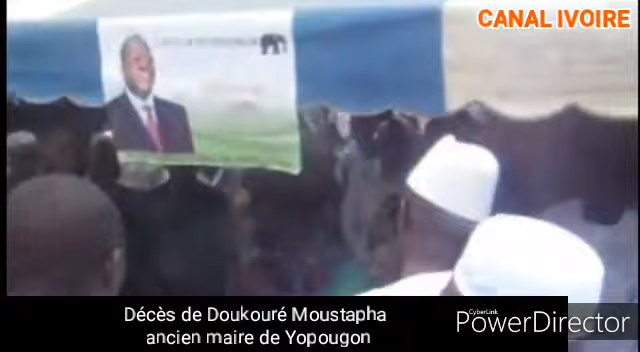 CANAL IVOIRE
Décès de Doukouré Moustapha
ancien maire de Yopougon
CyberLink
PowerDirector